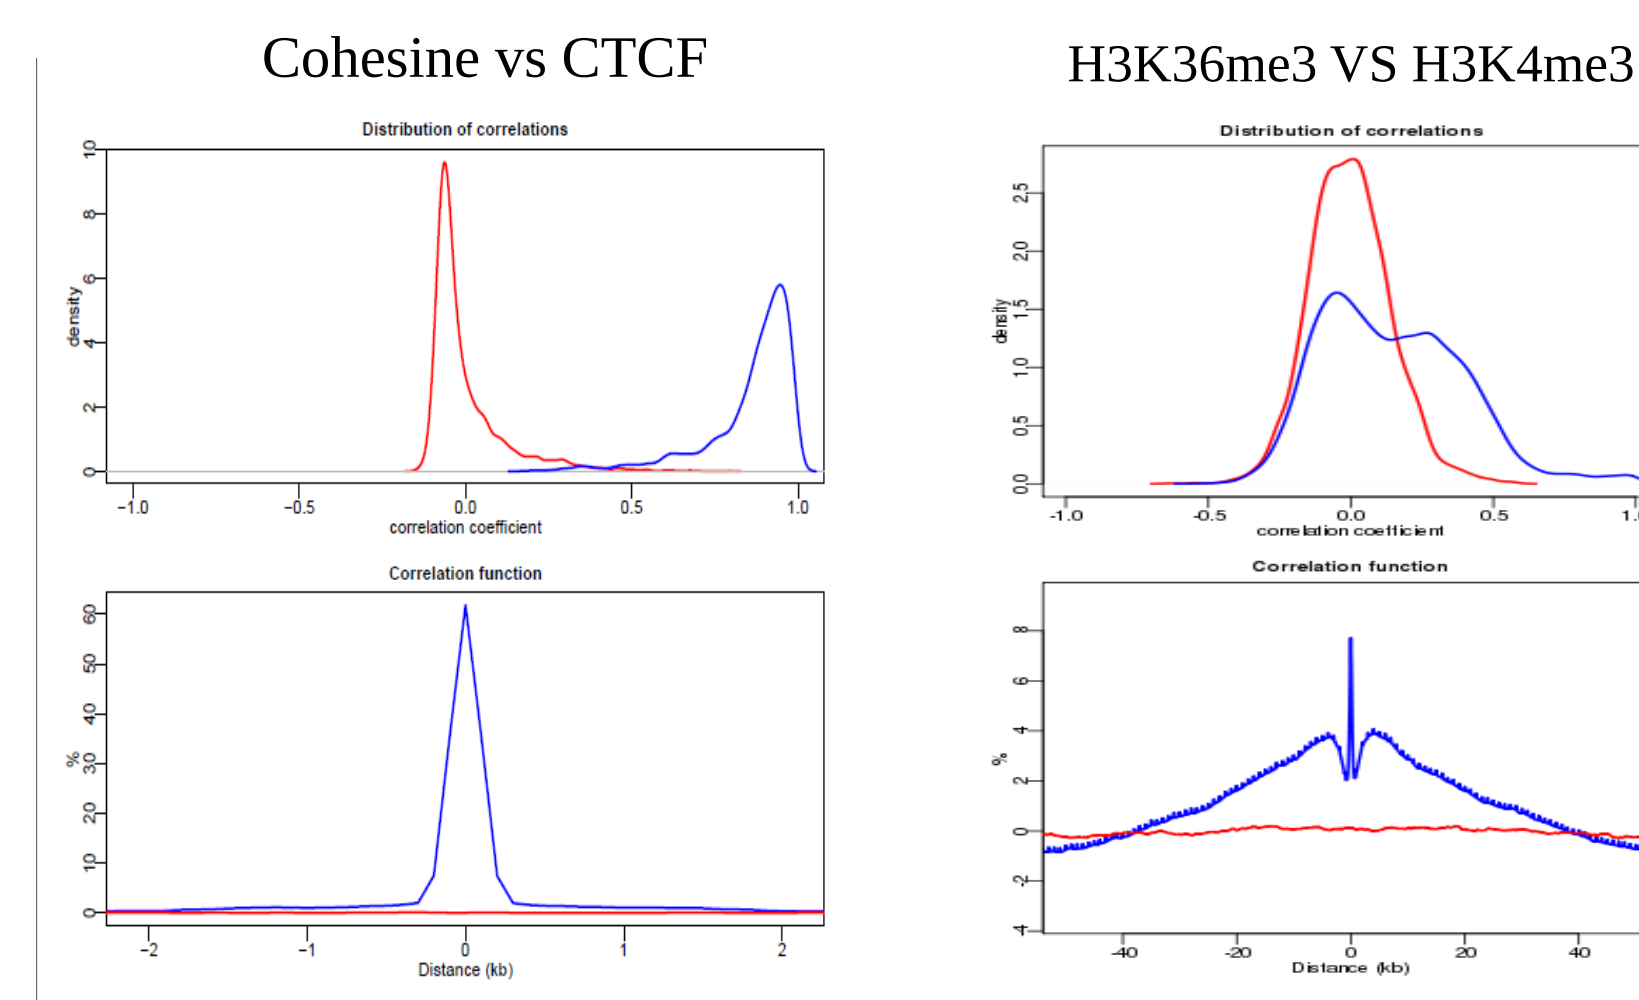 Cohesine vs CTCF
Distribution of correlations
density
0 2 4 6 8 10
−1.0 −0.5 0.0 0.5 1.0
correlation coefficient
Correlation function
%
0 10 20 30 40 50 60
−2 −1 0 1 2
Distance (kb)
H3K36me3 VS H3K4me3
Distribution of correlations
density
0.0 0.5 1.0 1.5 2.0 2.5
-1.0 -0.5 0.0 0.5 1.
correlation coefficient
Correlation function
%
-4 -2 0 2 4 6 8
-40 -20 0 20 40
Distance (kb)